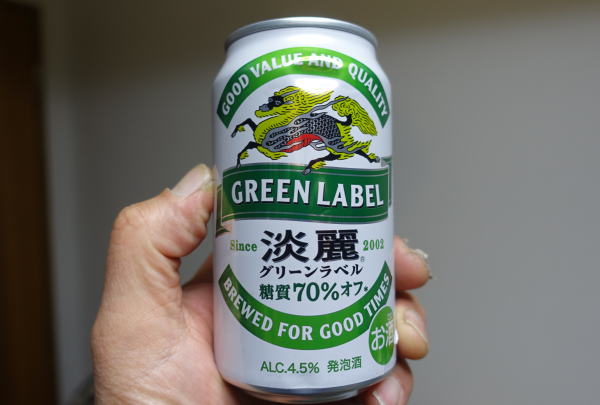 GOOD VALUE AND QUALITY
GREEN LABEL
Since 淡麗® 2002
グリーンラベル
糖質70%オフ*
BREWED FOR GOOD TIMES
お酒
ALC.4.5% 発泡酒